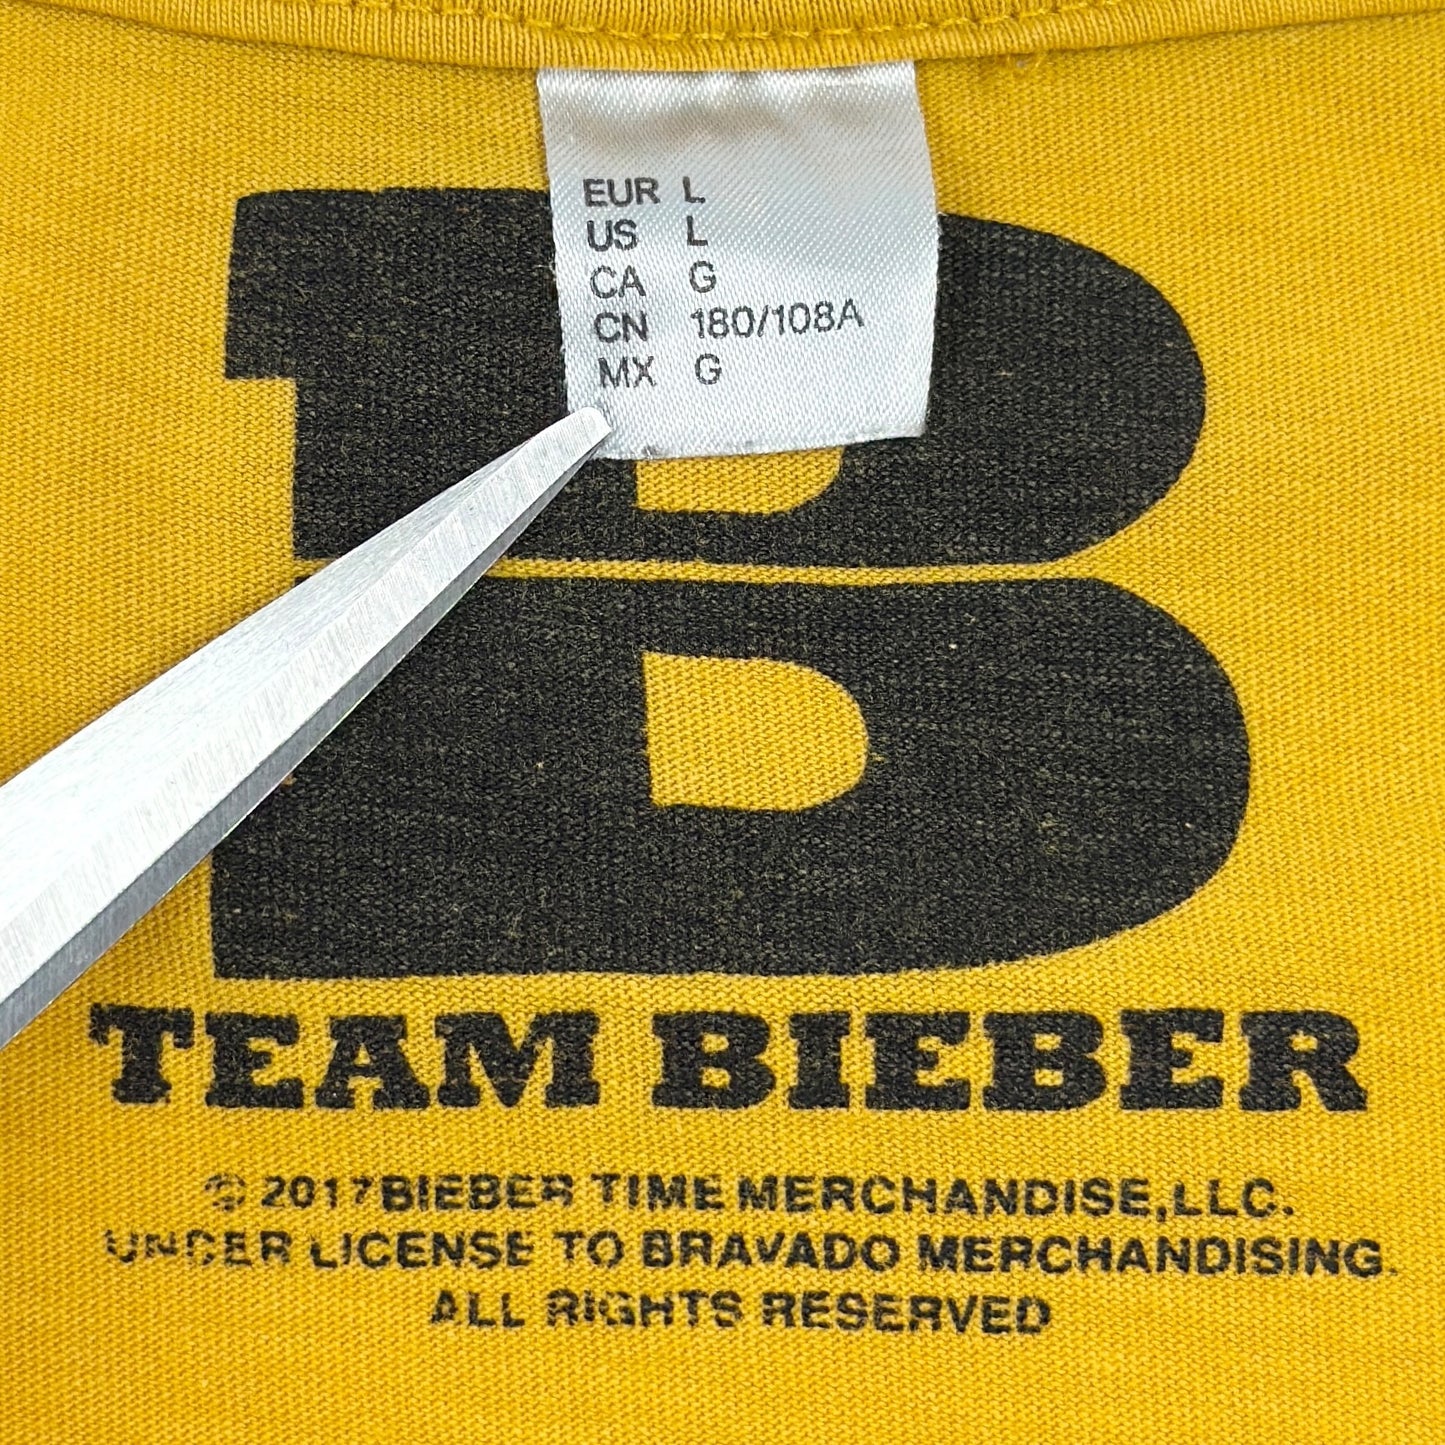 EUR L
US L
CA G
CN 180/108A
MX G
B
TEAM BIEBER
© 2017 BIEBER TIME MERCHANDISE, LLC.
UNDER LICENSE TO BRAVADO MERCHANDISING.
ALL RIGHTS RESERVED